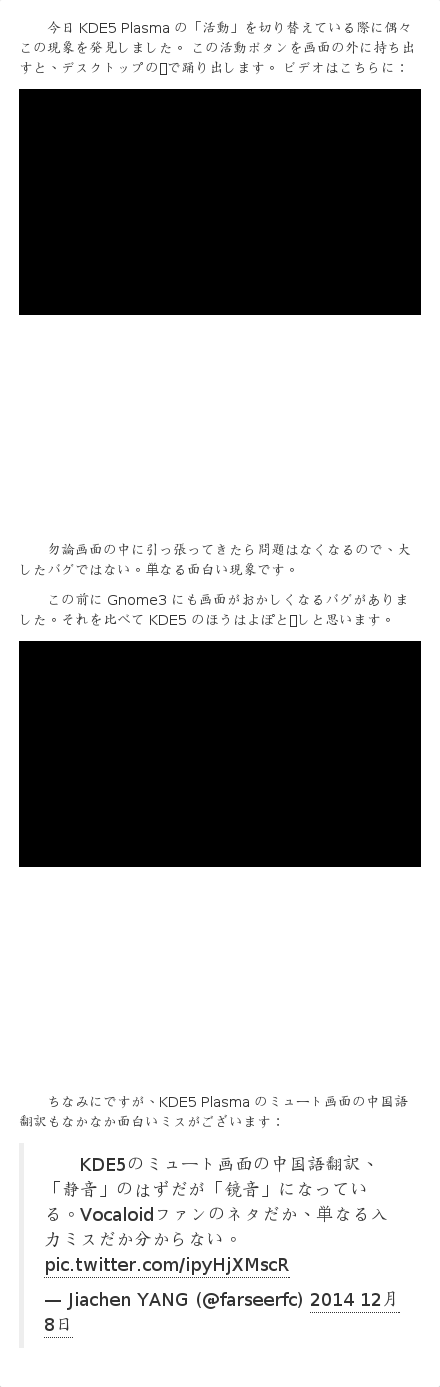 今日 KDE5 Plasma の「活動」を切り替えている際に偶々
この現象を発見しました。 この活動ボタンを画面の外に持ち出
すと、デスクトップの▯で踊り出します。 ビデオはこちらに：
勿論画面の中に引っ張ってきたら問題はなくなるので、大
したバグではない。単なる面白い現象です。
この前に Gnome3 にも画面がおかしくなるバグがありま
した。それを比べて KDE5 のほうはよぽと▯しと思います。
ちなみにですが、KDE5 Plasma のミュート画面の中国語
翻訳もなかなか面白いミスがございます：
KDE5のミュート画面の中国語翻訳、
「静音」のはずだが「镜音」になってい
る。Vocaloidファンのネタだか、単なる入
力ミスだか分からない。
pic.twitter.com/ipyHjXMscR
— Jiachen YANG (@farseerfc) 2014 12月
8日